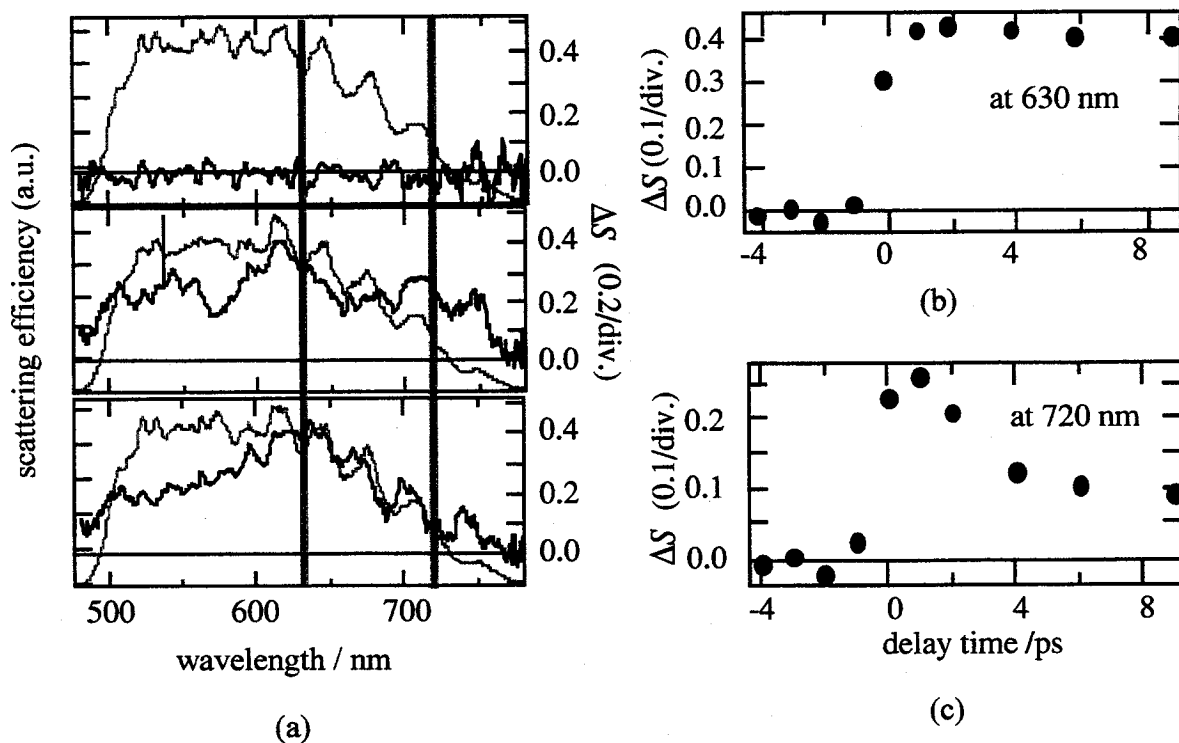 scattering efficiency (a.u.)
0.4
0.2
0.0
0.4
0.2
0.0
0.4
0.2
0.0
ΔS (0.2/div.)
500
600
700
wavelength / nm
(a)
ΔS (0.1/div.)
0.4
0.3
0.2
0.1
0.0
at 630 nm
-4
0
4
8
(b)
ΔS (0.1/div.)
0.2
0.1
0.0
at 720 nm
-4
0
4
8
delay time /ps
(c)